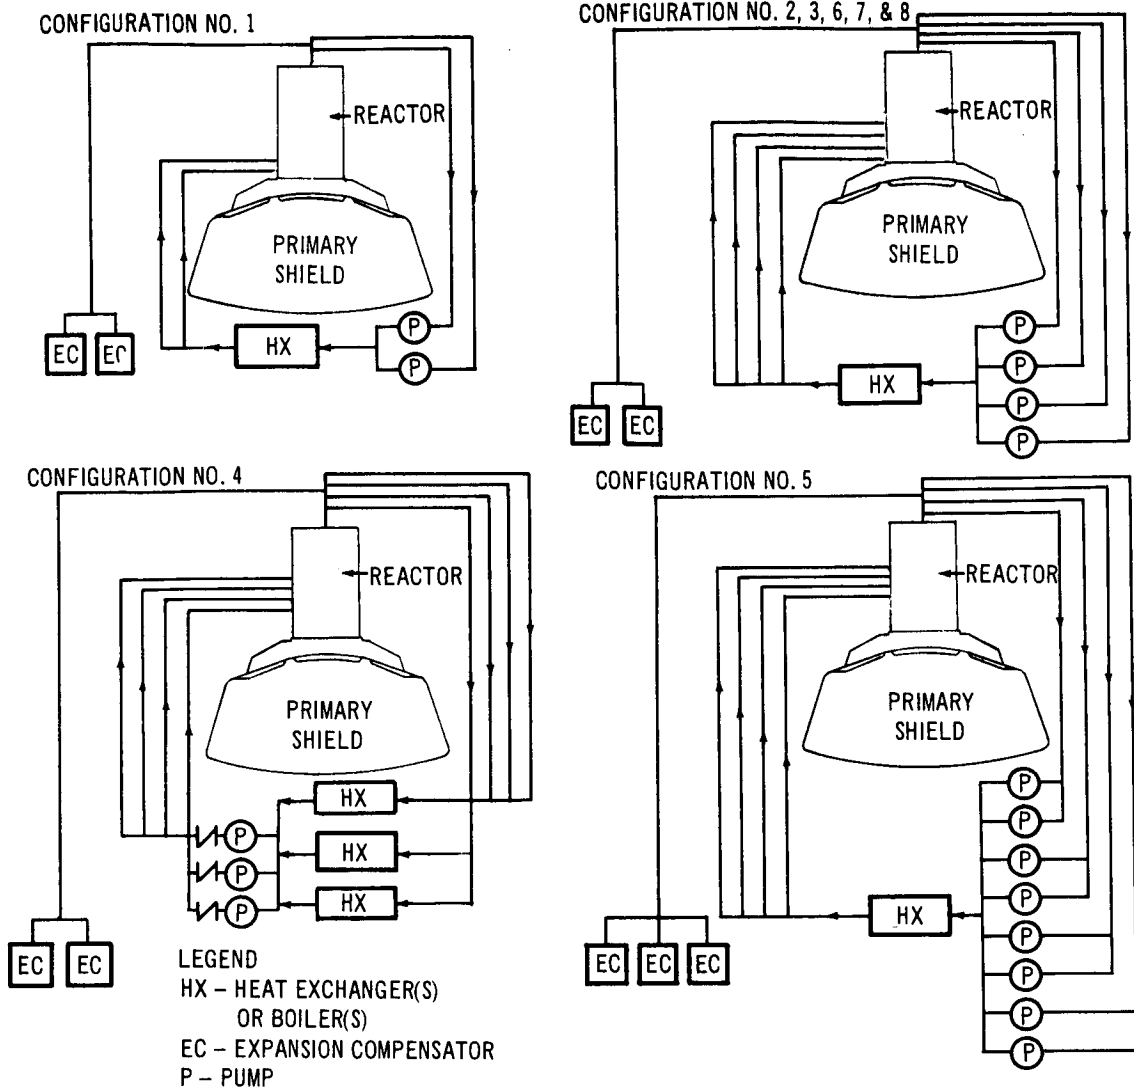 CONFIGURATION NO. 1
REACTOR
PRIMARY
SHIELD
P
P
HX
EC
EC
CONFIGURATION NO. 2, 3, 6, 7, & 8
REACTOR
PRIMARY
SHIELD
P
P
HX
P
P
EC
EC
CONFIGURATION NO. 4
REACTOR
PRIMARY
SHIELD
HX
P
HX
P
HX
P
EC
EC
LEGEND
HX – HEAT EXCHANGER(S)
OR BOILER(S)
EC – EXPANSION COMPENSATOR
P – PUMP
CONFIGURATION NO. 5
REACTOR
PRIMARY
SHIELD
P
P
P
P
HX
P
P
P
P
EC
EC
EC